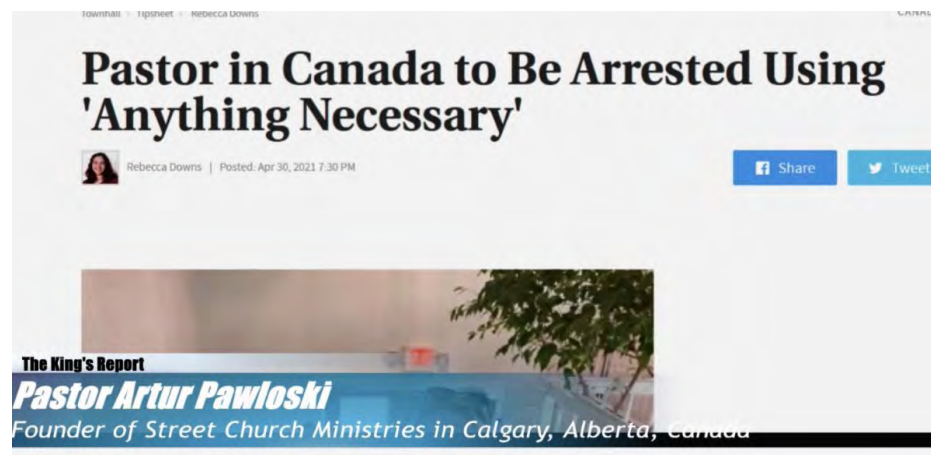 Townhall > Tipsheet > Rebecca Downs
CANAD
Pastor in Canada to Be Arrested Using
'Anything Necessary'
Rebecca Downs | Posted: Apr 30, 2021 7:30 PM
Share
Tweet
The King's Report
Pastor Artur Pawloski
Founder of Street Church Ministries in Calgary, Alberta, Canada